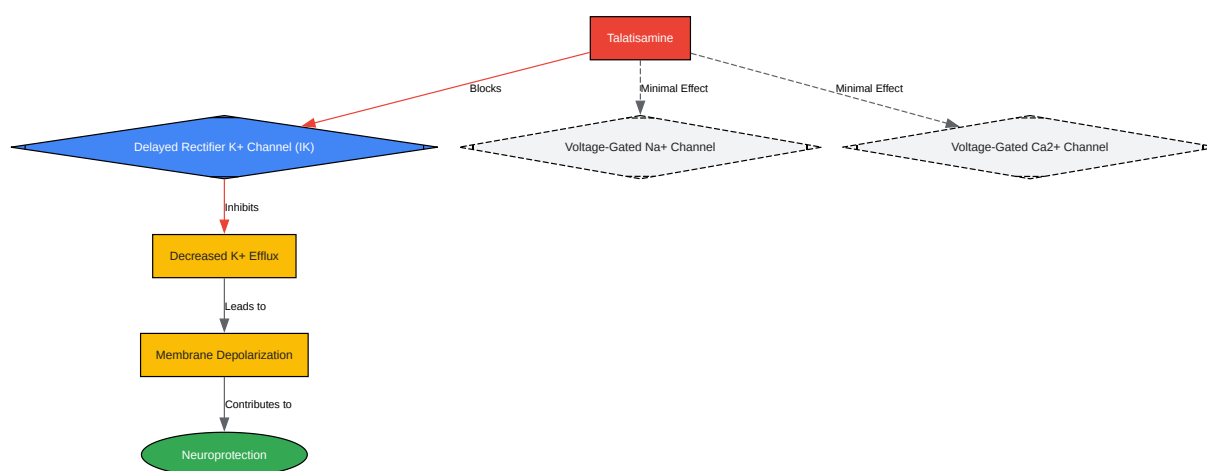 Talatisamine
Blocks
Minimal Effect
Minimal Effect
Delayed Rectifier K+ Channel (IK)
Voltage-Gated Na+ Channel
Voltage-Gated Ca2+ Channel
Inhibits
Decreased K+ Efflux
Leads to
Membrane Depolarization
Contributes to
Neuroprotection